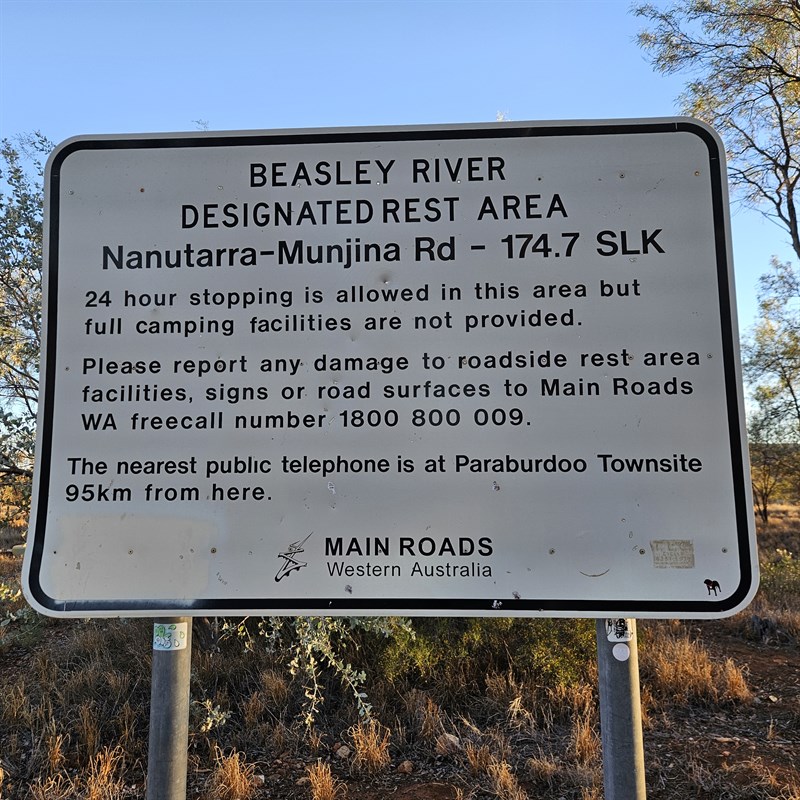 BEASLEY RIVER
DESIGNATED REST AREA
Nanutarra-Munjina Rd - 174.7 SLK
24 hour stopping is allowed in this area but
full camping facilities are not provided.
Please report any damage to roadside rest area
facilities, signs or road surfaces to Main Roads
WA freecall number 1800 800 009.
The nearest public telephone is at Paraburdoo Townsite
95km from here.
MAIN ROADS
Western Australia